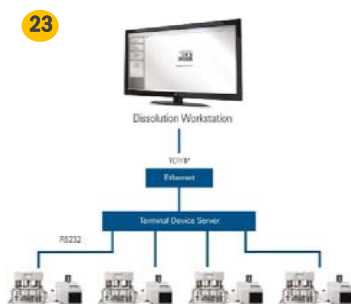 23
Dissolution Workstation
TCP/IP
Ethernet
Terminal Device Server
RS232